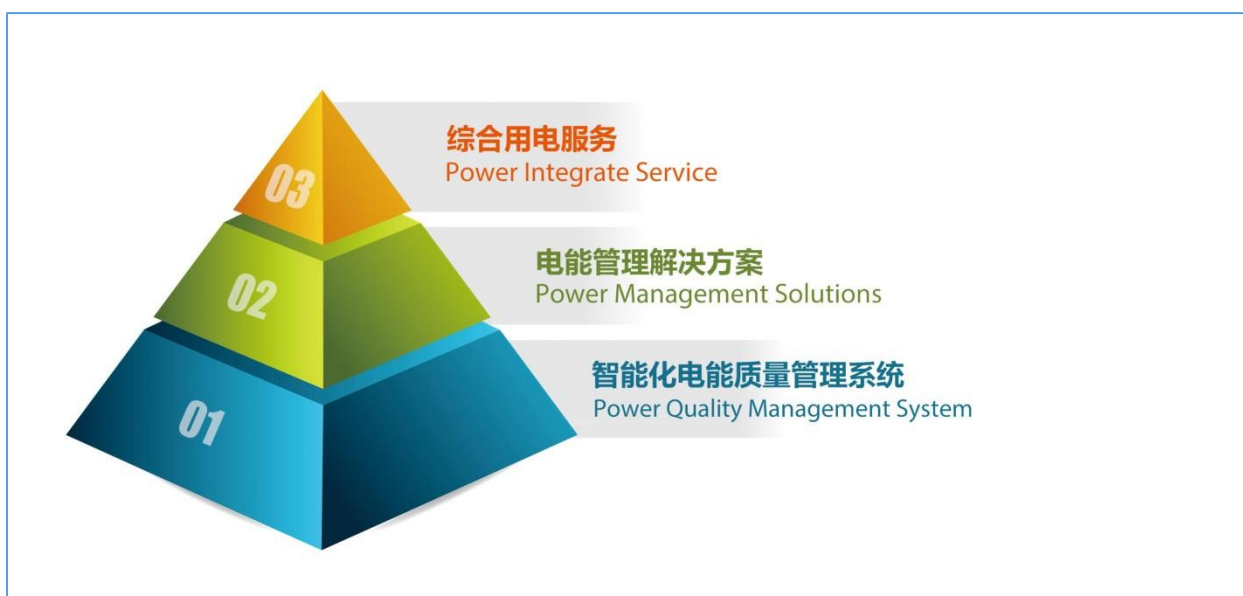 03
综合用电服务
Power Integrate Service
02
电能管理解决方案
Power Management Solutions
01
智能化电能质量管理系统
Power Quality Management System